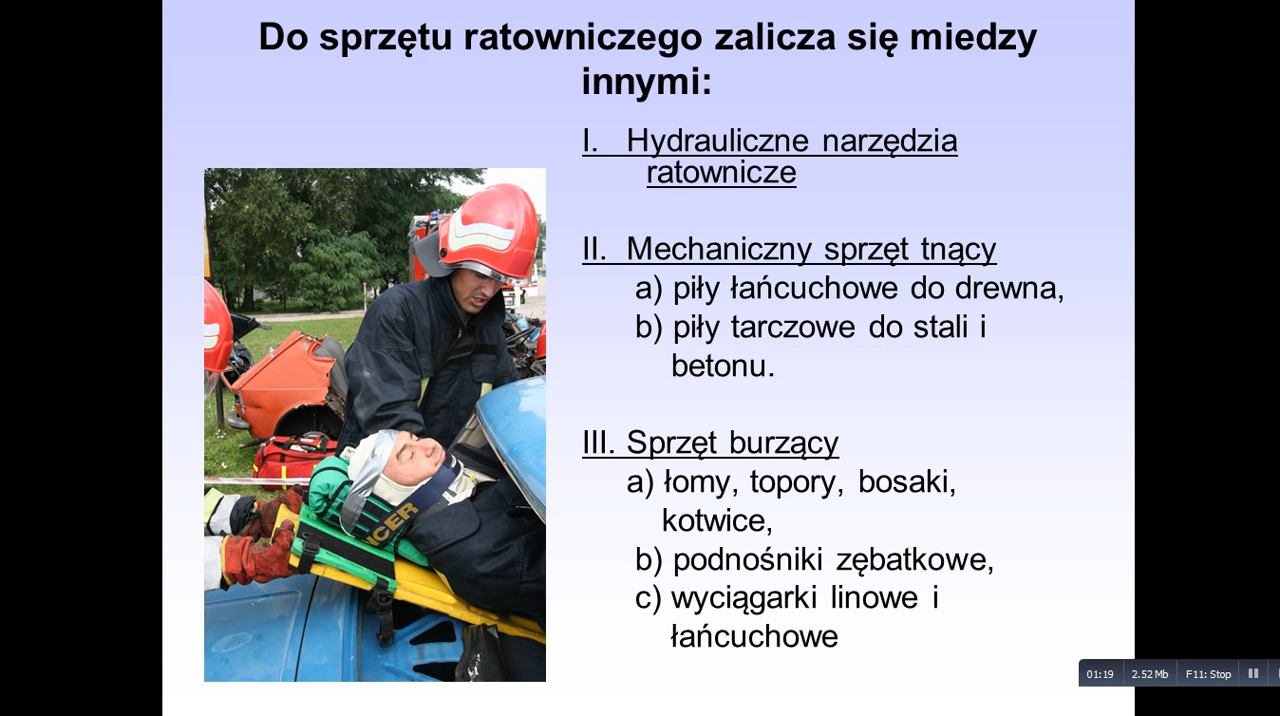 Do sprzętu ratowniczego zalicza się miedzy
innymi:
I. Hydrauliczne narzędzia
ratownicze
II. Mechaniczny sprzęt tnący
a) piły łańcuchowe do drewna,
b) piły tarczowe do stali i
betonu.
III. Sprzęt burzący
a) łomy, topory, bosaki,
kotwice,
b) podnośniki zębatkowe,
c) wyciągarki linowe i
łańcuchowe
01:19 2.52 Mb F11: Stop